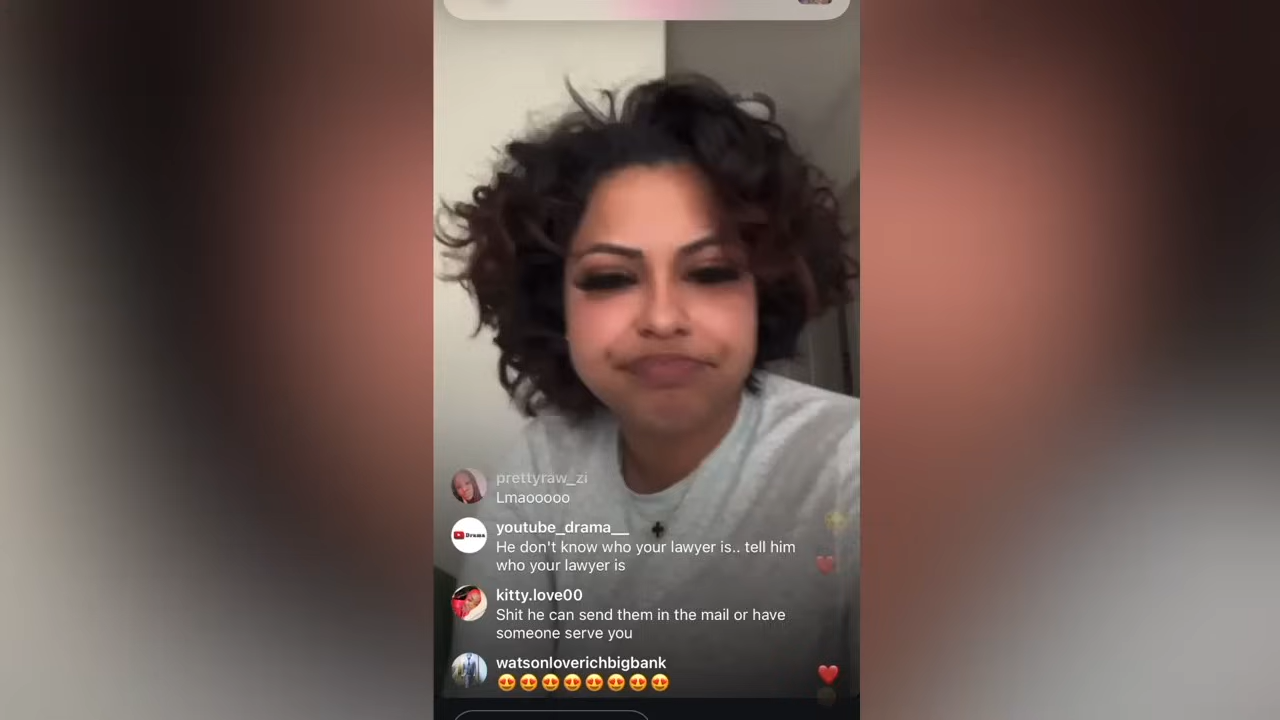 prettyraw_zi
Lmaooooo
Drama
youtube_drama__
He don't know who your lawyer is.. tell him
who your lawyer is
kitty.love00
Shit he can send them in the mail or have
someone serve you
watsonloverichbigbank
😍😍😍😍😍😍😍😍